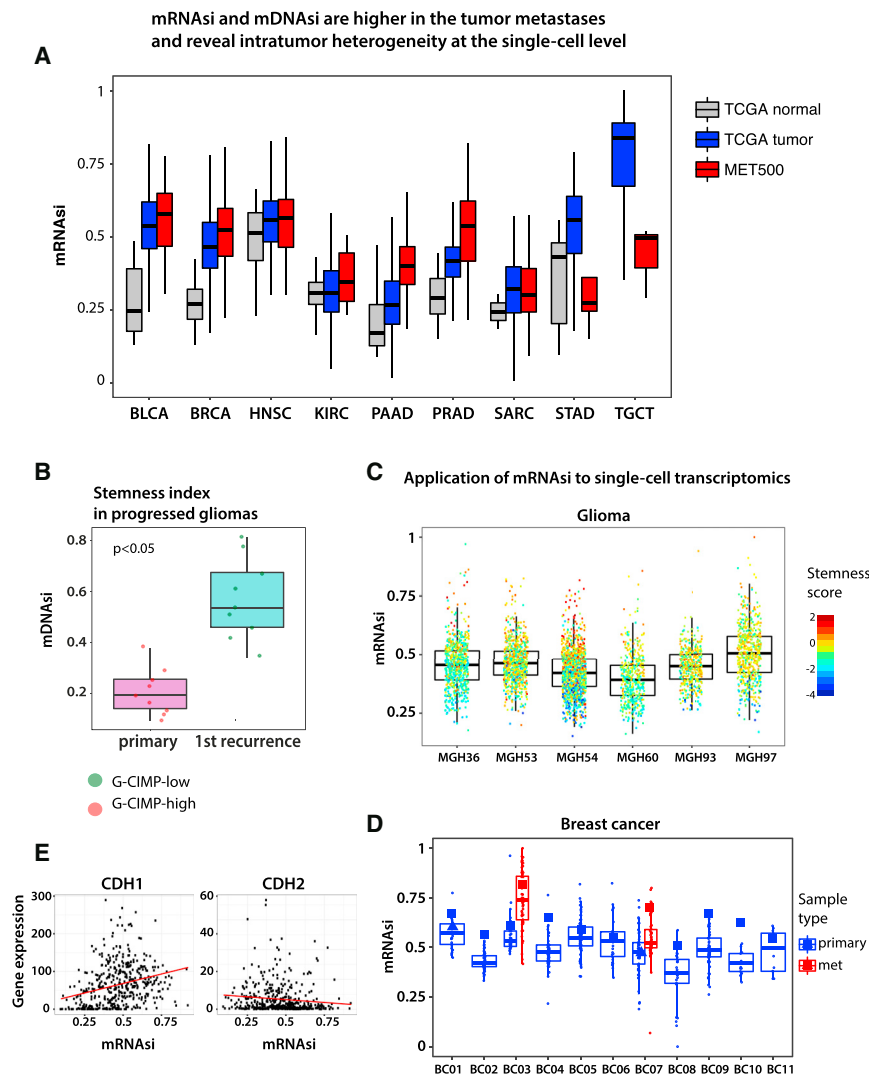 mRNAsi and mDNAsi are higher in the tumor metastases
and reveal intratumor heterogeneity at the single-cell level
A
mRNAsi
1
0.75
0.5
0.25
0
BLCA BRCA HNSC KIRC PAAD PRAD SARC STAD TGCT
TCGA normal
TCGA tumor
MET500
B
Stemness index
in progressed gliomas
p<0.05
mDNAsi
0.8
0.6
0.4
0.2
primary 1st recurrence
G-CIMP-low
G-CIMP-high
C
Application of mRNAsi to single-cell transcriptomics
Glioma
mRNAsi
1
0.75
0.5
0.25
MGH36 MGH53 MGH54 MGH60 MGH93 MGH97
Stemness
score
2
0
-2
-4
D
Breast cancer
mRNAsi
1
0.75
0.5
0.25
0
BC01 BC02 BC03 BC04 BC05 BC06 BC07 BC08 BC09 BC10 BC11
Sample
type
primary
met
E
CDH1
Gene expression
300
200
100
0
0.25 0.5 0.75
mRNAsi
CDH2
60
40
20
0
0.25 0.5 0.75
mRNAsi